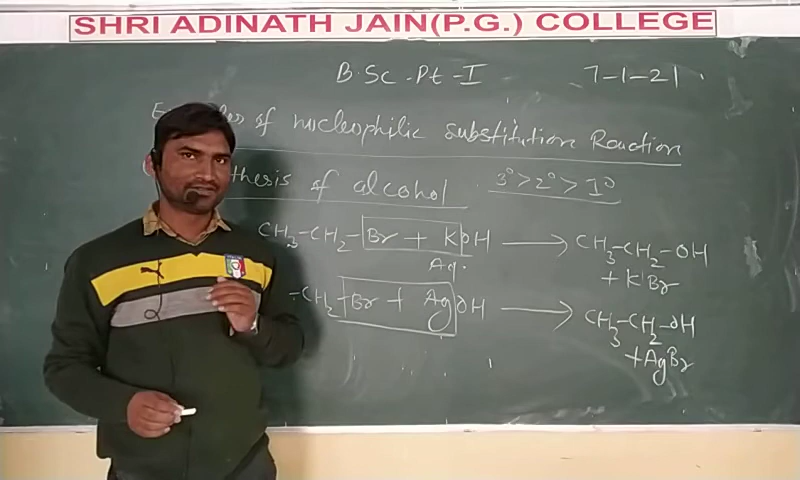 SHRI ADINATH JAIN(P.G.) COLLEGE
B.Sc.Pt-I 7-1-21
les of nucleophilic substitution Reaction
thesis of alcohol 3°>2°>1°
CH3-CH2-Br + KOH → CH3-CH2-OH
Aq. + KBr
-CH2-Br + AgOH → CH3-CH2-OH
+AgBr